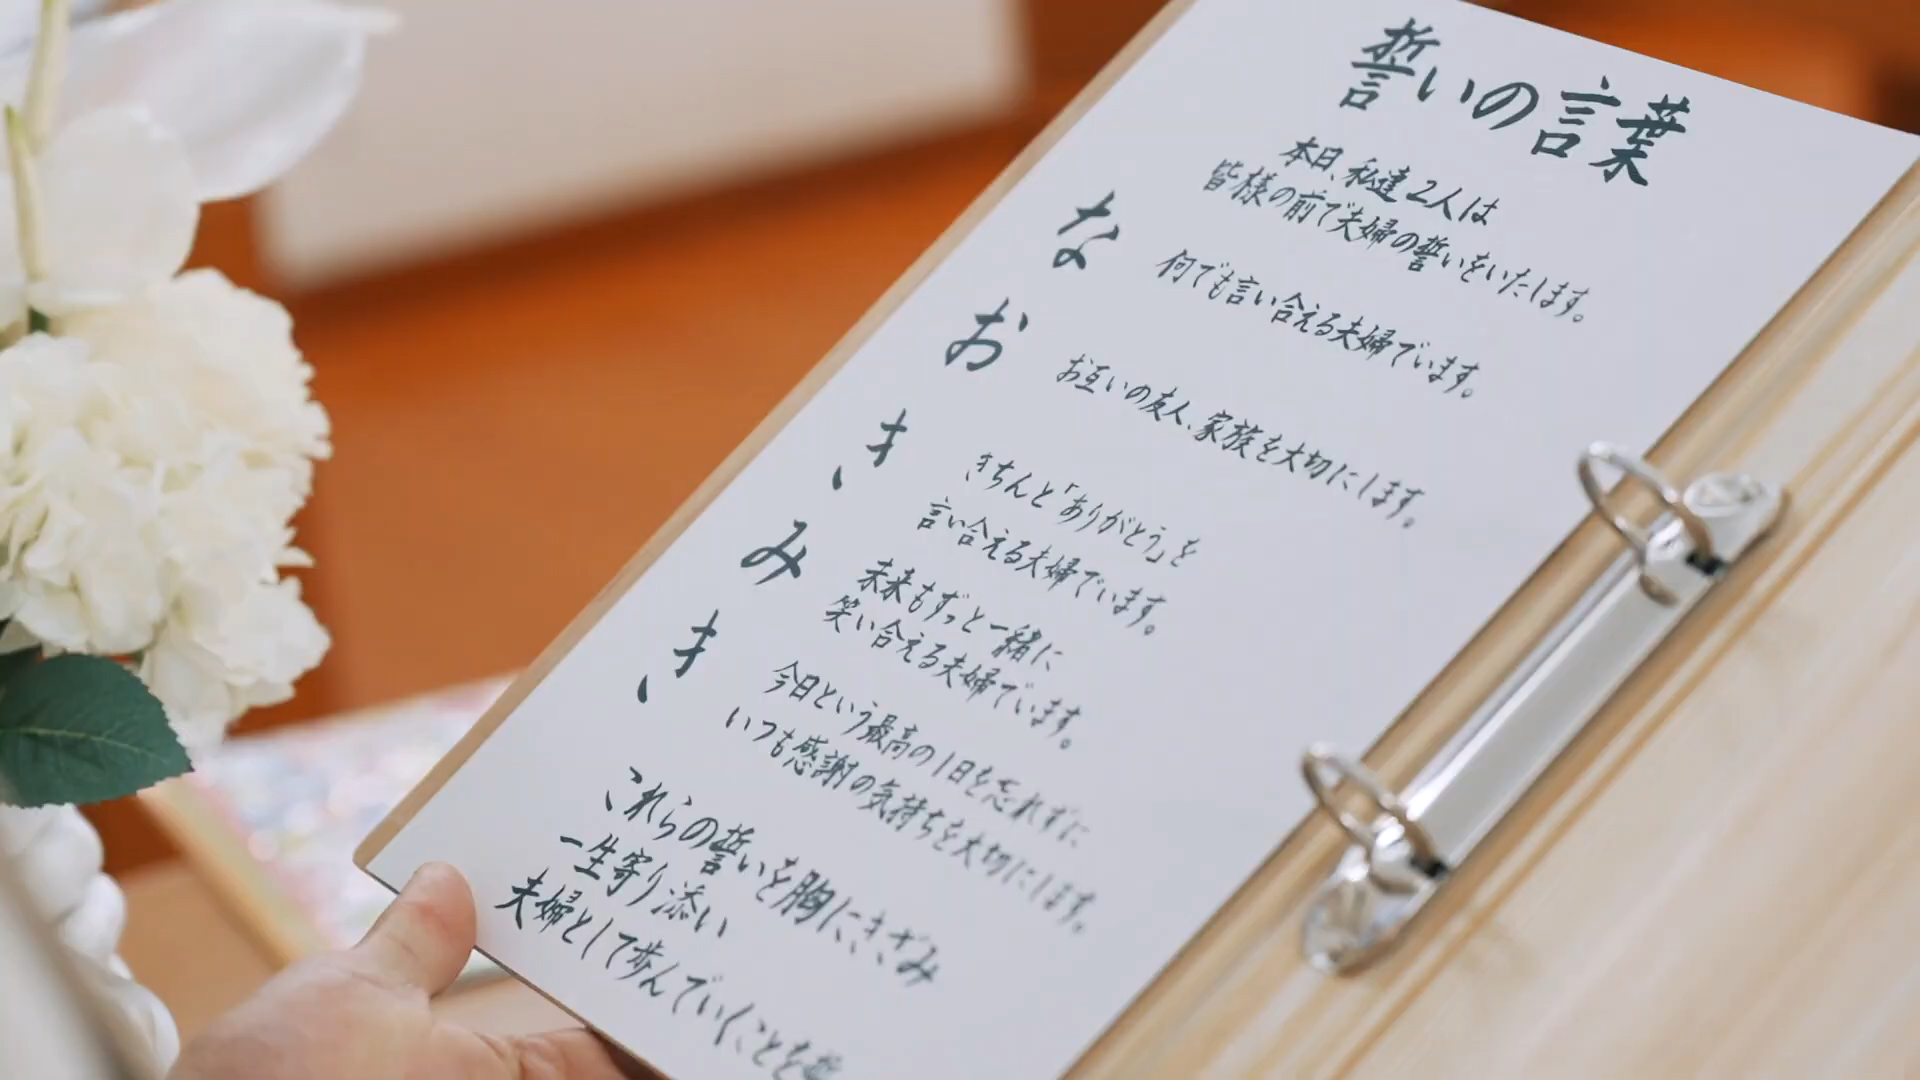 誓いの言葉
本日、私達2人は
皆様の前で夫婦の誓いをいたします。
な 何でも言い合える夫婦でいます。
お お互いの友人、家族を大切にします。
き きちんと「ありがとう」を
言い合える夫婦でいます。
み 未来もずっと一緒に
笑い合える夫婦でいます。
き 今日という最高の1日を忘れずに
いつも感謝の気持ちを大切にします。
これらの誓いを胸にきざみ
一生寄り添い
夫婦として歩んでいくことを